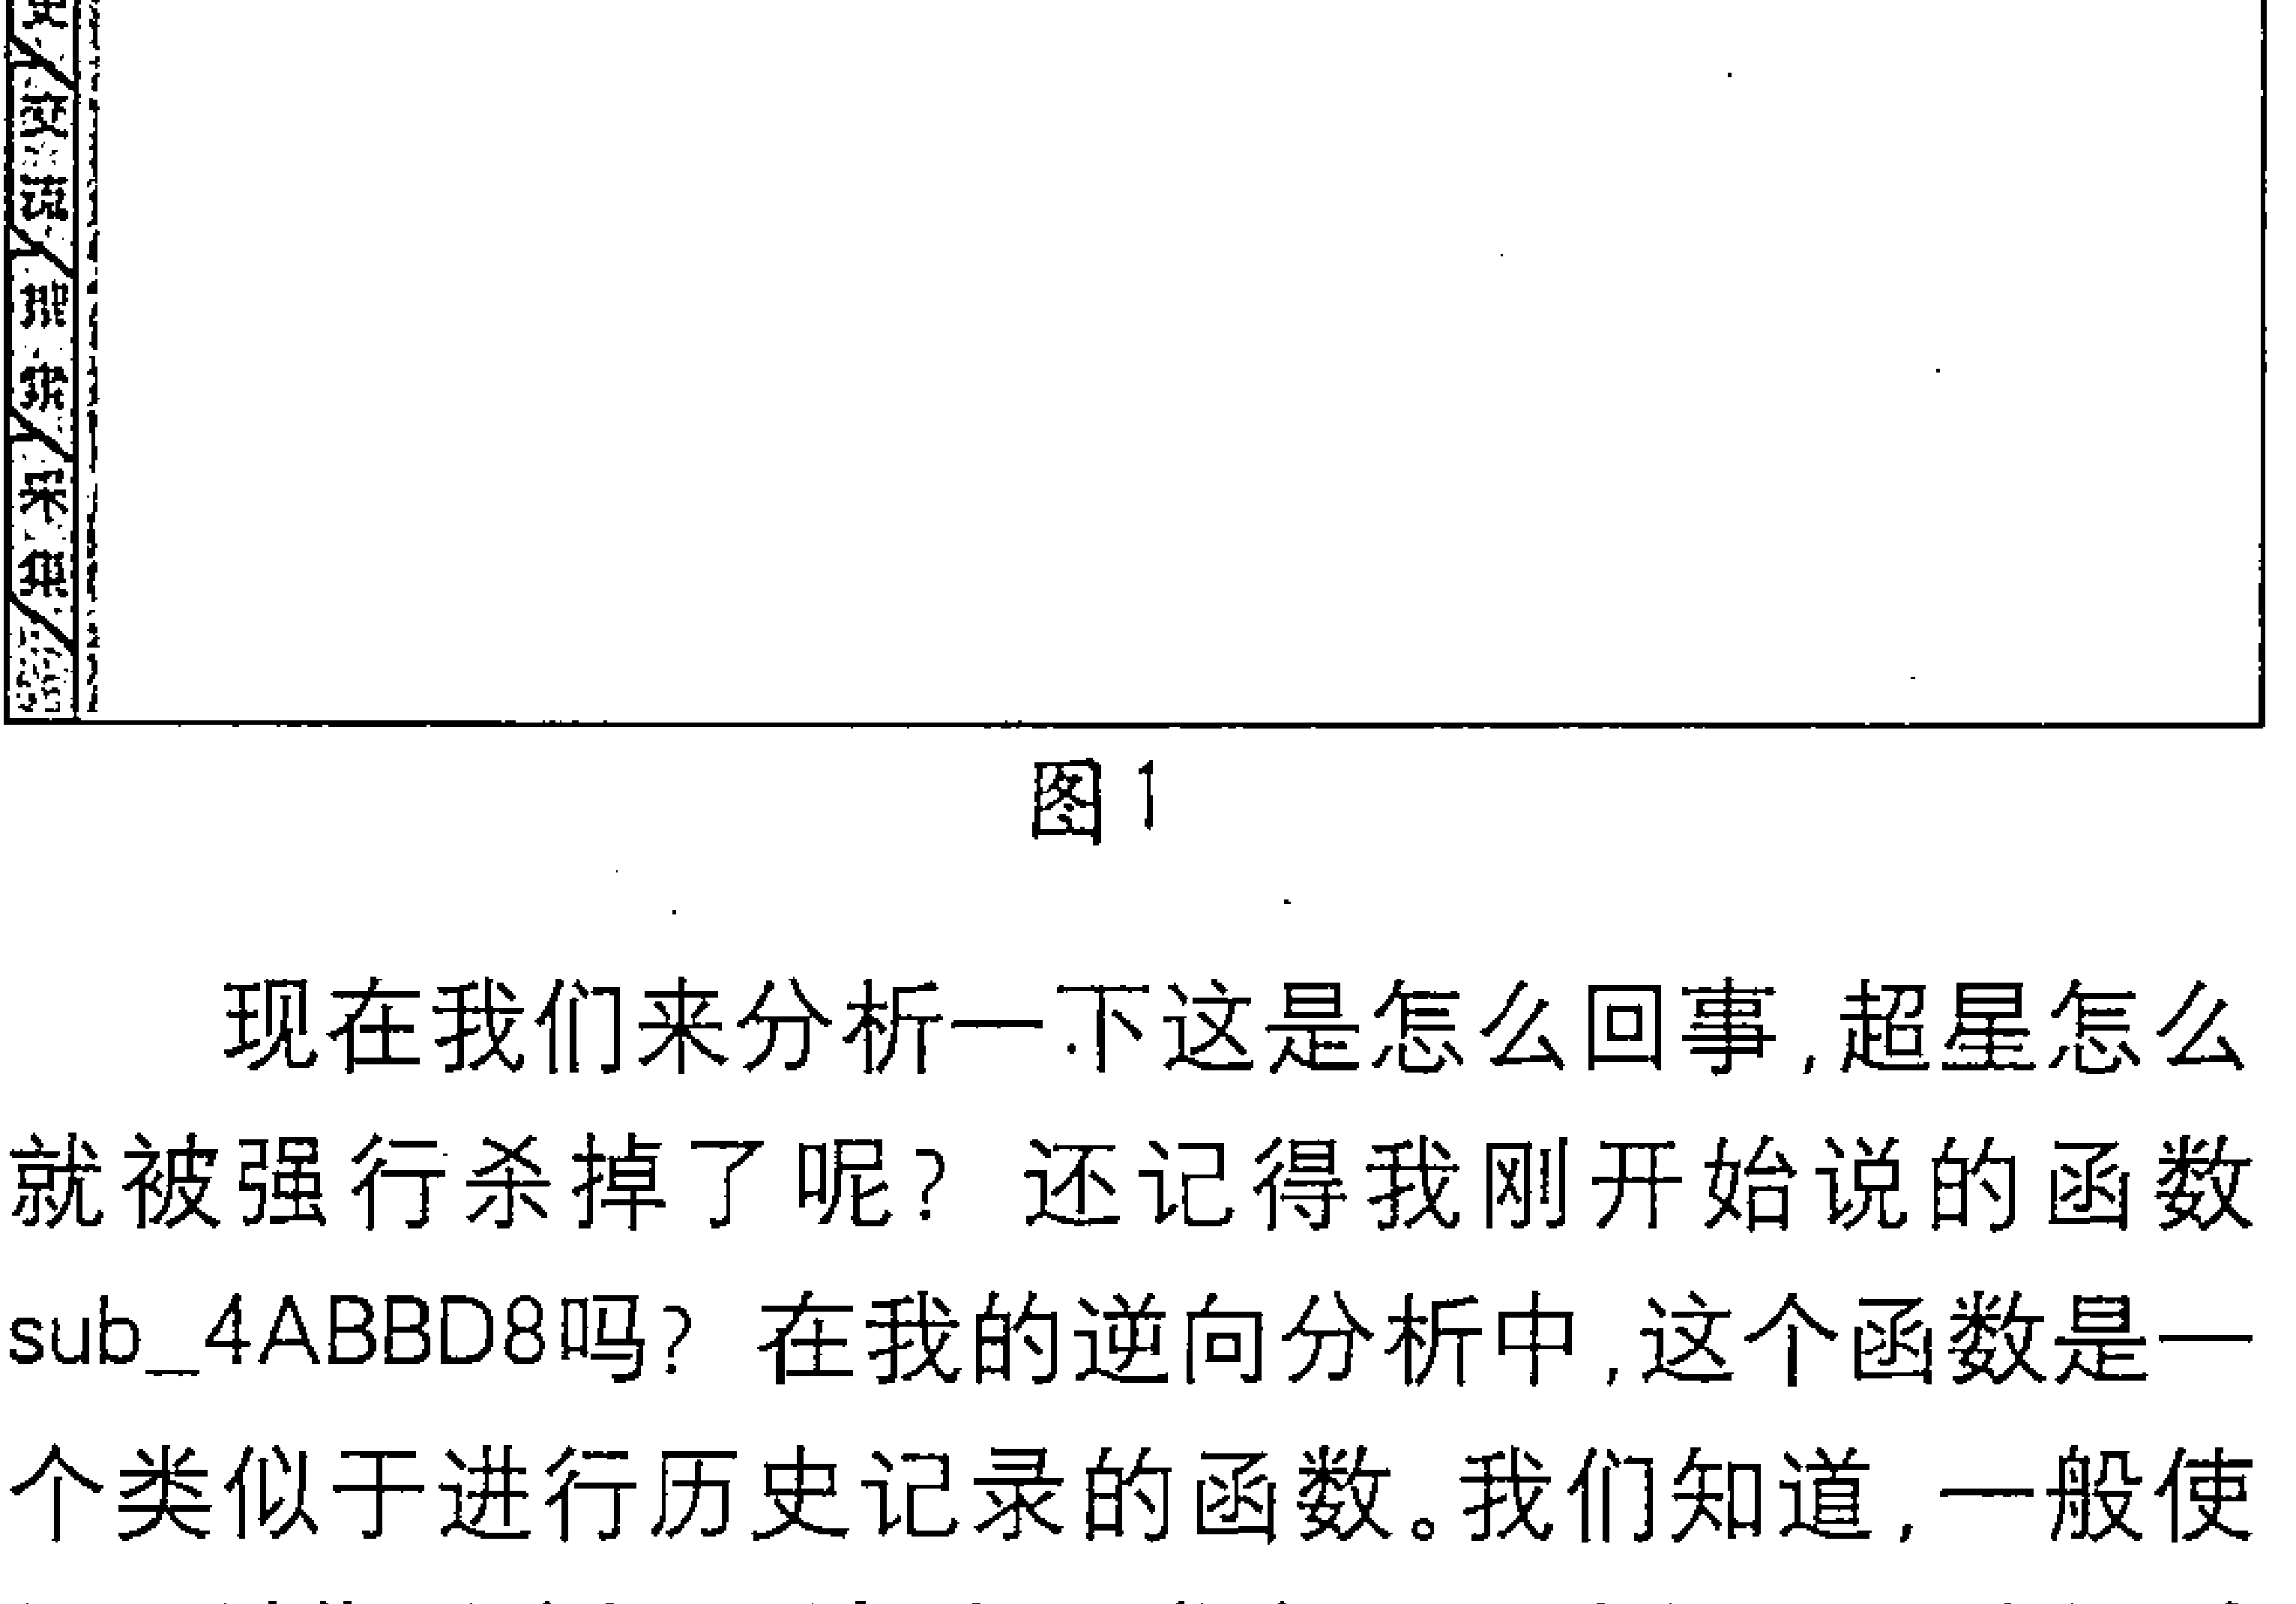 图1
现在我们来分析一下这是怎么回事,超星怎么
就被强行杀掉了呢? 还记得我刚开始说的函数
sub_4ABBD8吗? 在我的逆向分析中,这个函数是一
个类似于进行历史记录的函数。我们知道,一般使